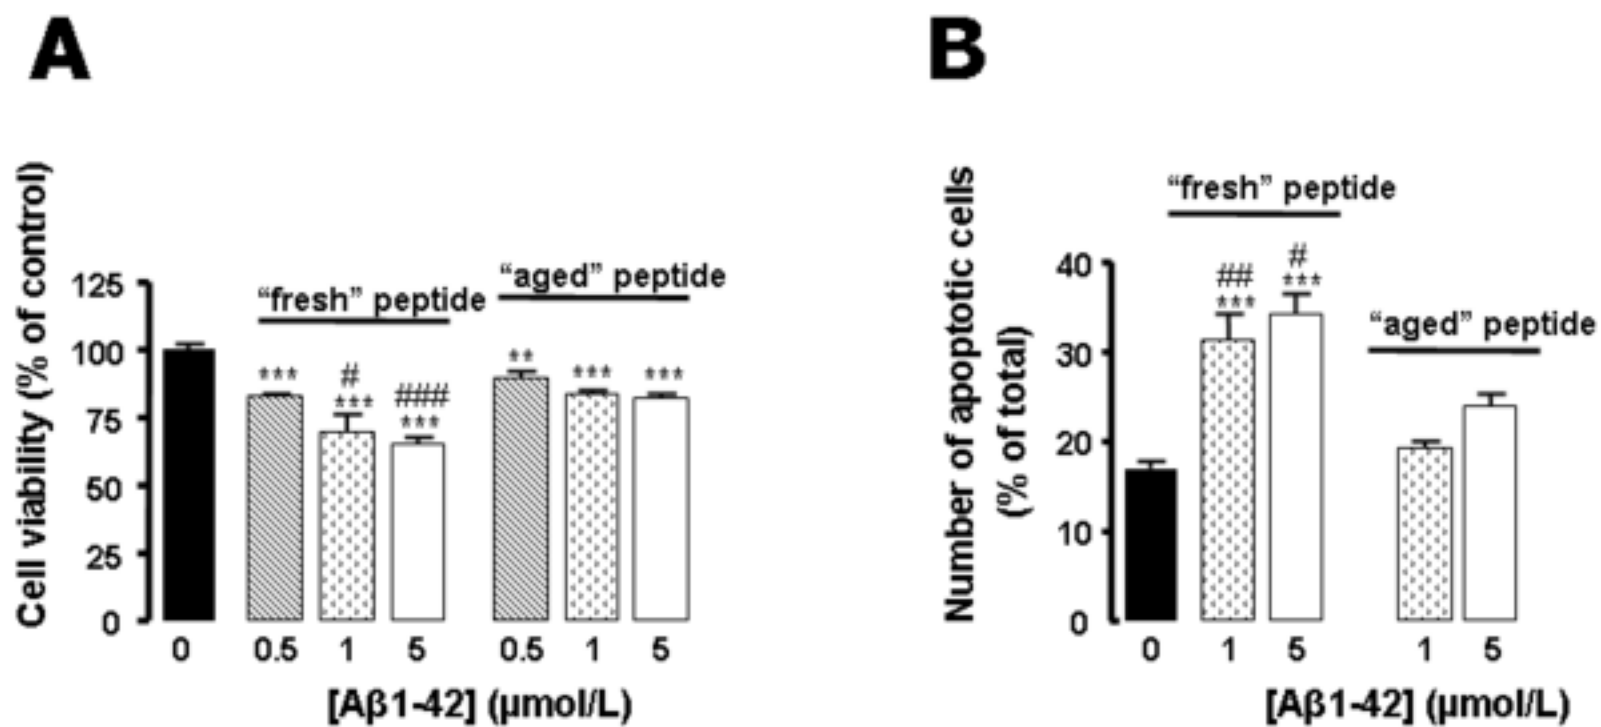 A
Cell viability (% of control)
125
100
75
50
25
0
“fresh” peptide
“aged” peptide
***
#
***
###
***
**
***
***
0 0.5 1 5 0.5 1 5
[Aβ1-42] (µmol/L)
B
Number of apoptotic cells
(% of total)
40
30
20
10
0
“fresh” peptide
##
***
#
***
“aged” peptide
0 1 5 1 5
[Aβ1-42] (µmol/L)